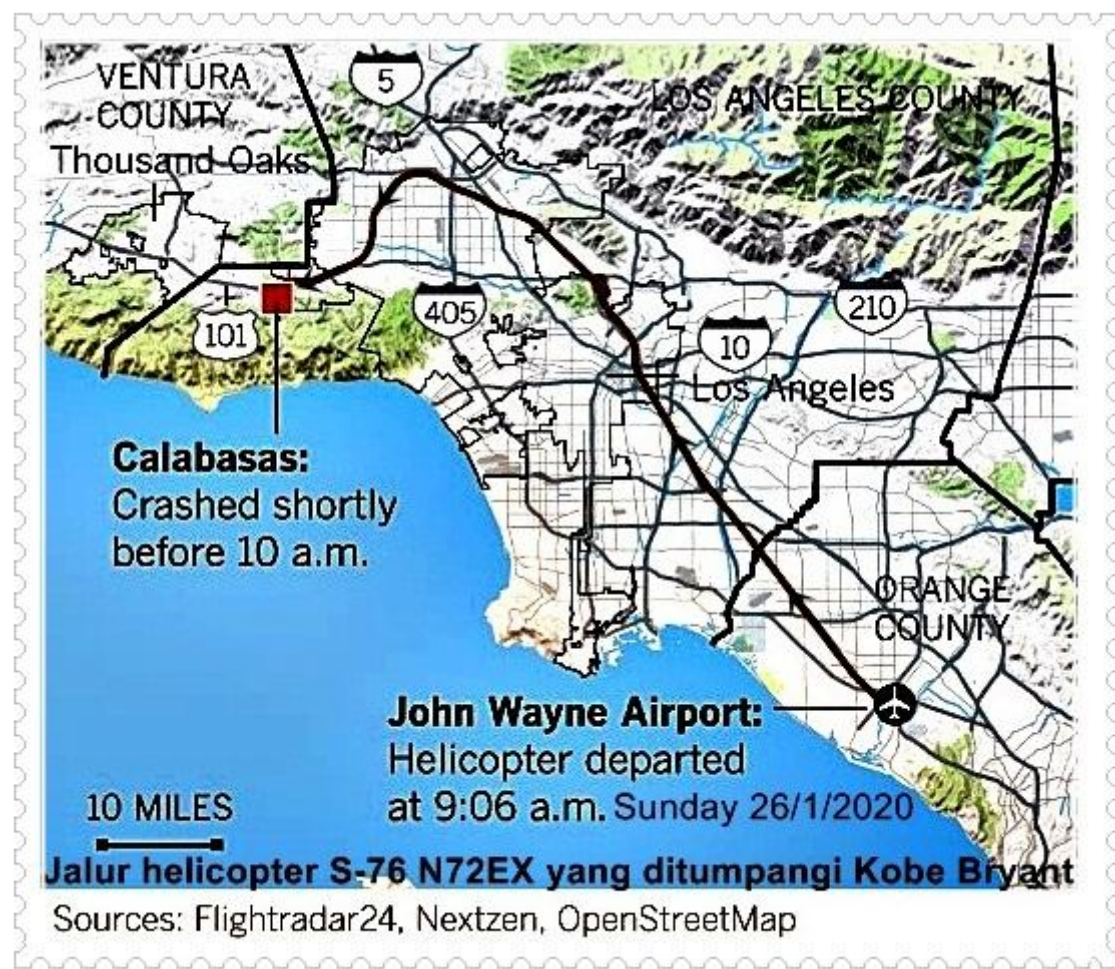 VENTURA
COUNTY
5
LOS ANGELES COUNTY
Thousand Oaks
101
405
210
10
Los Angeles
Calabasas:
Crashed shortly
before 10 a.m.
ORANGE
COUNTY
John Wayne Airport:
Helicopter departed
at 9:06 a.m. Sunday 26/1/2020
10 MILES
Jalur helicopter S-76 N72EX yang ditumpangi Kobe Bryant
Sources: Flightradar24, Nextzen, OpenStreetMap